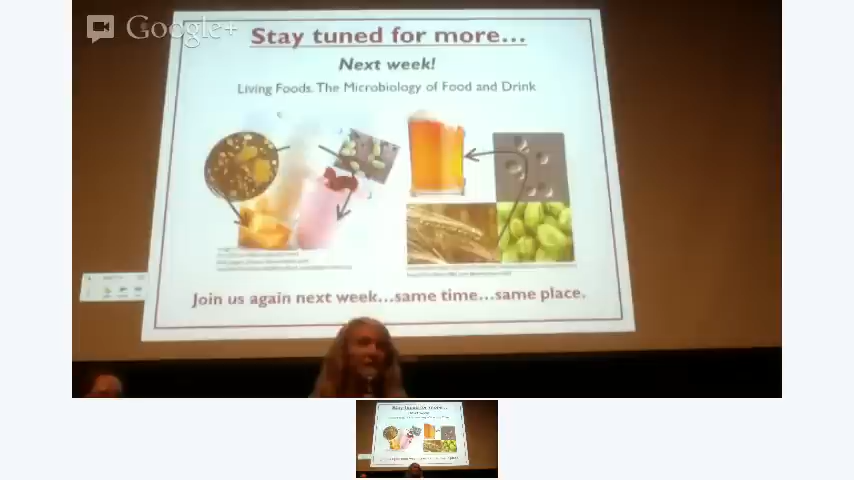 Google+
Stay tuned for more...
Next week!
Living Foods. The Microbiology of Food and Drink
Join us again next week...same time...same place.